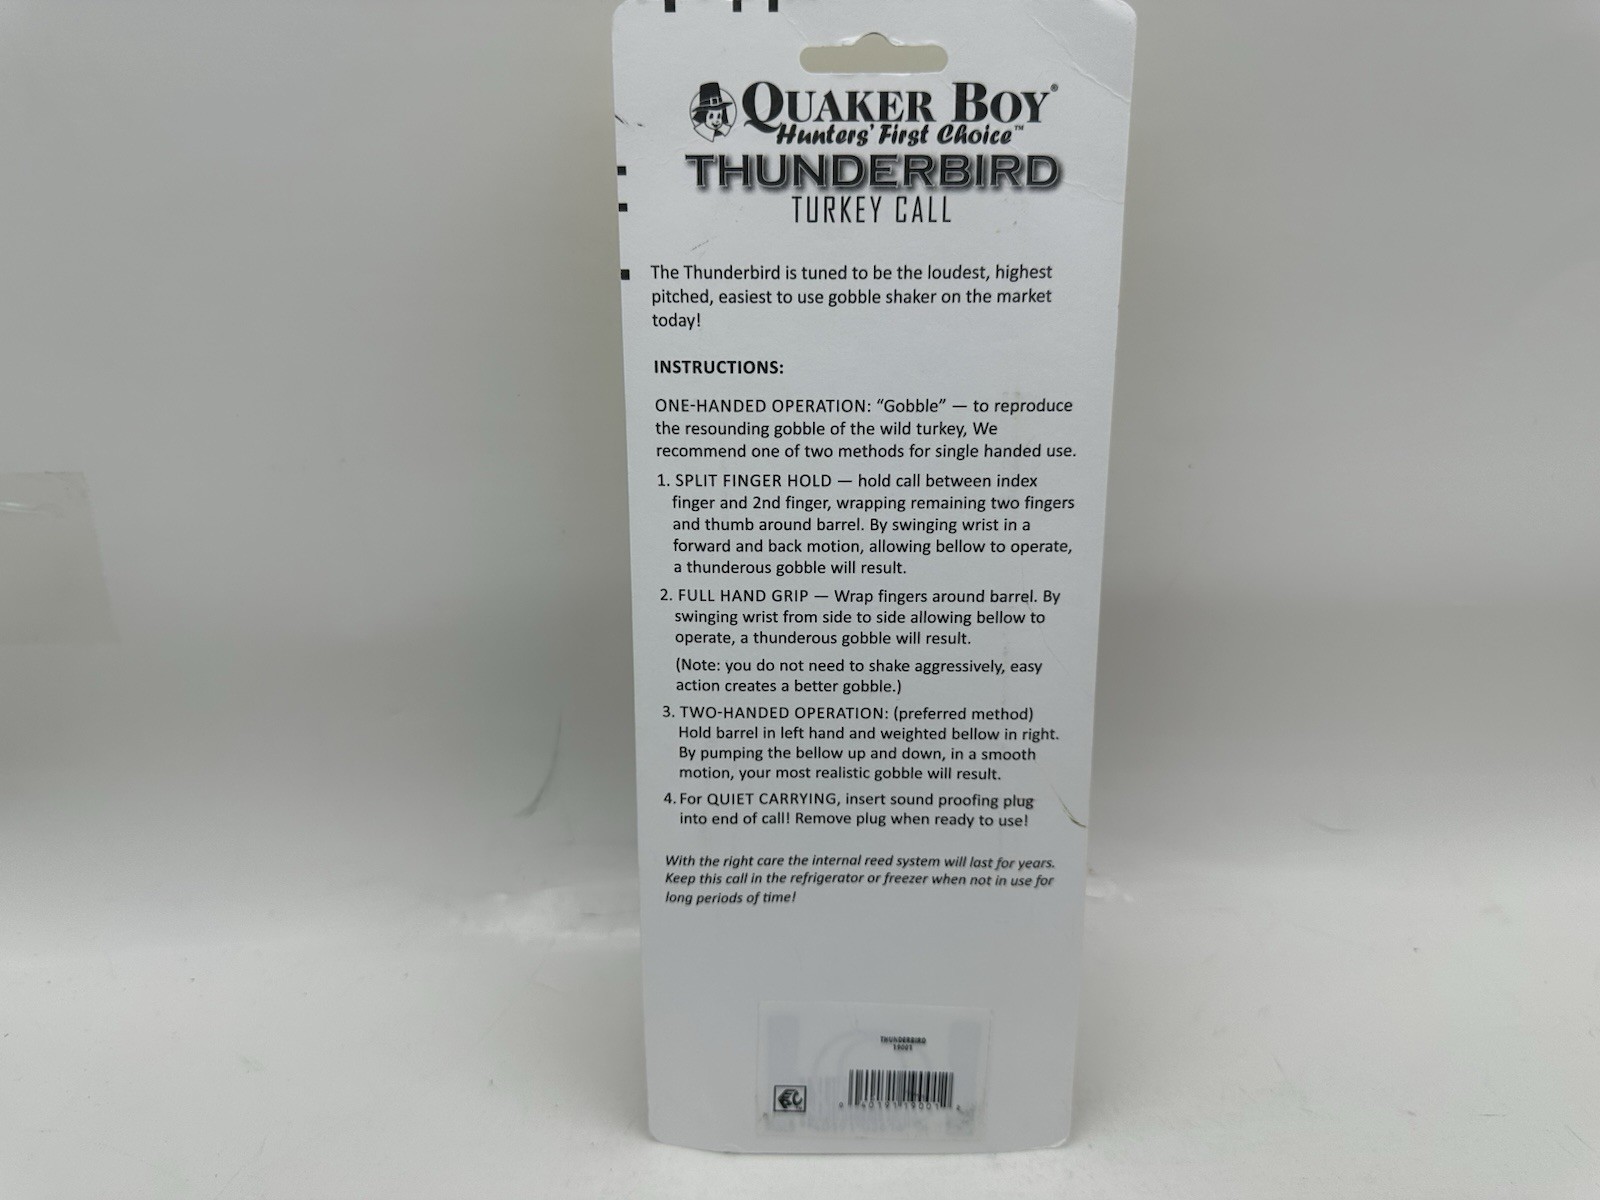 QUAKER BOY®
Hunters' First Choice™
THUNDERBIRD
TURKEY CALL
The Thunderbird is tuned to be the loudest, highest
pitched, easiest to use gobble shaker on the market
today!
INSTRUCTIONS:
ONE-HANDED OPERATION: “Gobble” — to reproduce
the resounding gobble of the wild turkey, We
recommend one of two methods for single handed use.
1. SPLIT FINGER HOLD — hold call between index
finger and 2nd finger, wrapping remaining two fingers
and thumb around barrel. By swinging wrist in a
forward and back motion, allowing bellow to operate,
a thunderous gobble will result.
2. FULL HAND GRIP — Wrap fingers around barrel. By
swinging wrist from side to side allowing bellow to
operate, a thunderous gobble will result.
(Note: you do not need to shake aggressively, easy
action creates a better gobble.)
3. TWO-HANDED OPERATION: (preferred method)
Hold barrel in left hand and weighted bellow in right.
By pumping the bellow up and down, in a smooth
motion, your most realistic gobble will result.
4. For QUIET CARRYING, insert sound proofing plug
into end of call! Remove plug when ready to use!
With the right care the internal reed system will last for years.
Keep this call in the refrigerator or freezer when not in use for
long periods of time!
THUNDERBIRD